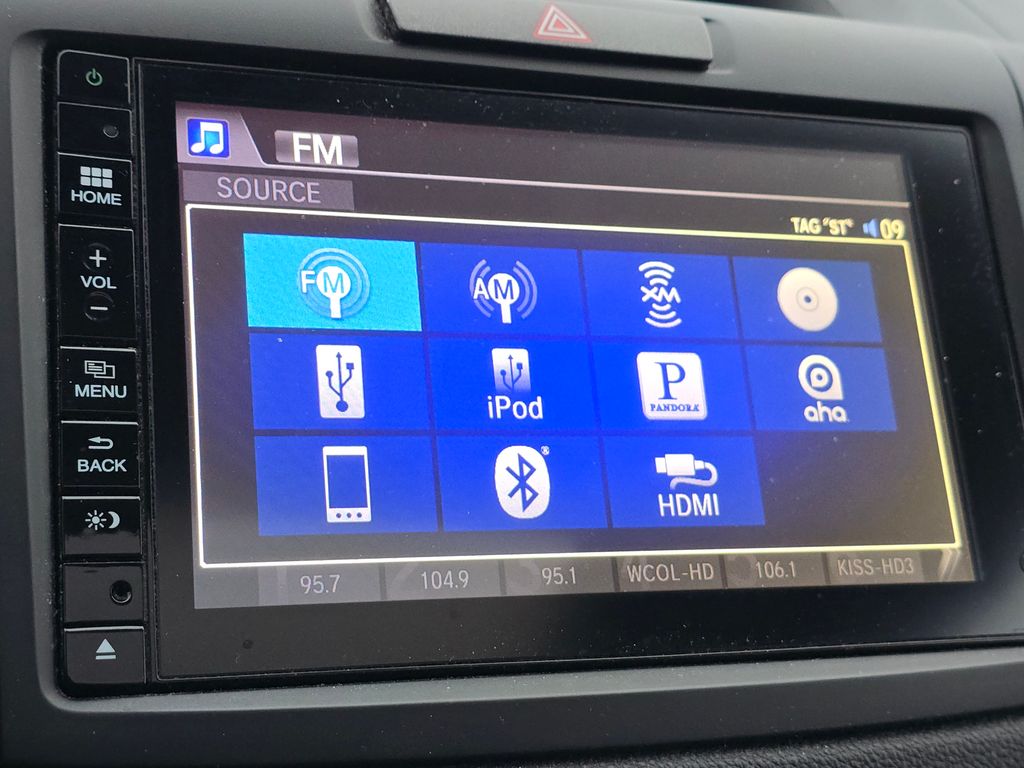 FM
SOURCE
TAG "ST" 09
HOME
+
VOL
−
MENU
BACK
FM
AM
XM
iPod
P
PANDORA
aha
R
HDMI
95.7
104.9
95.1
WCOL-HD
106.1
KISS-HD3